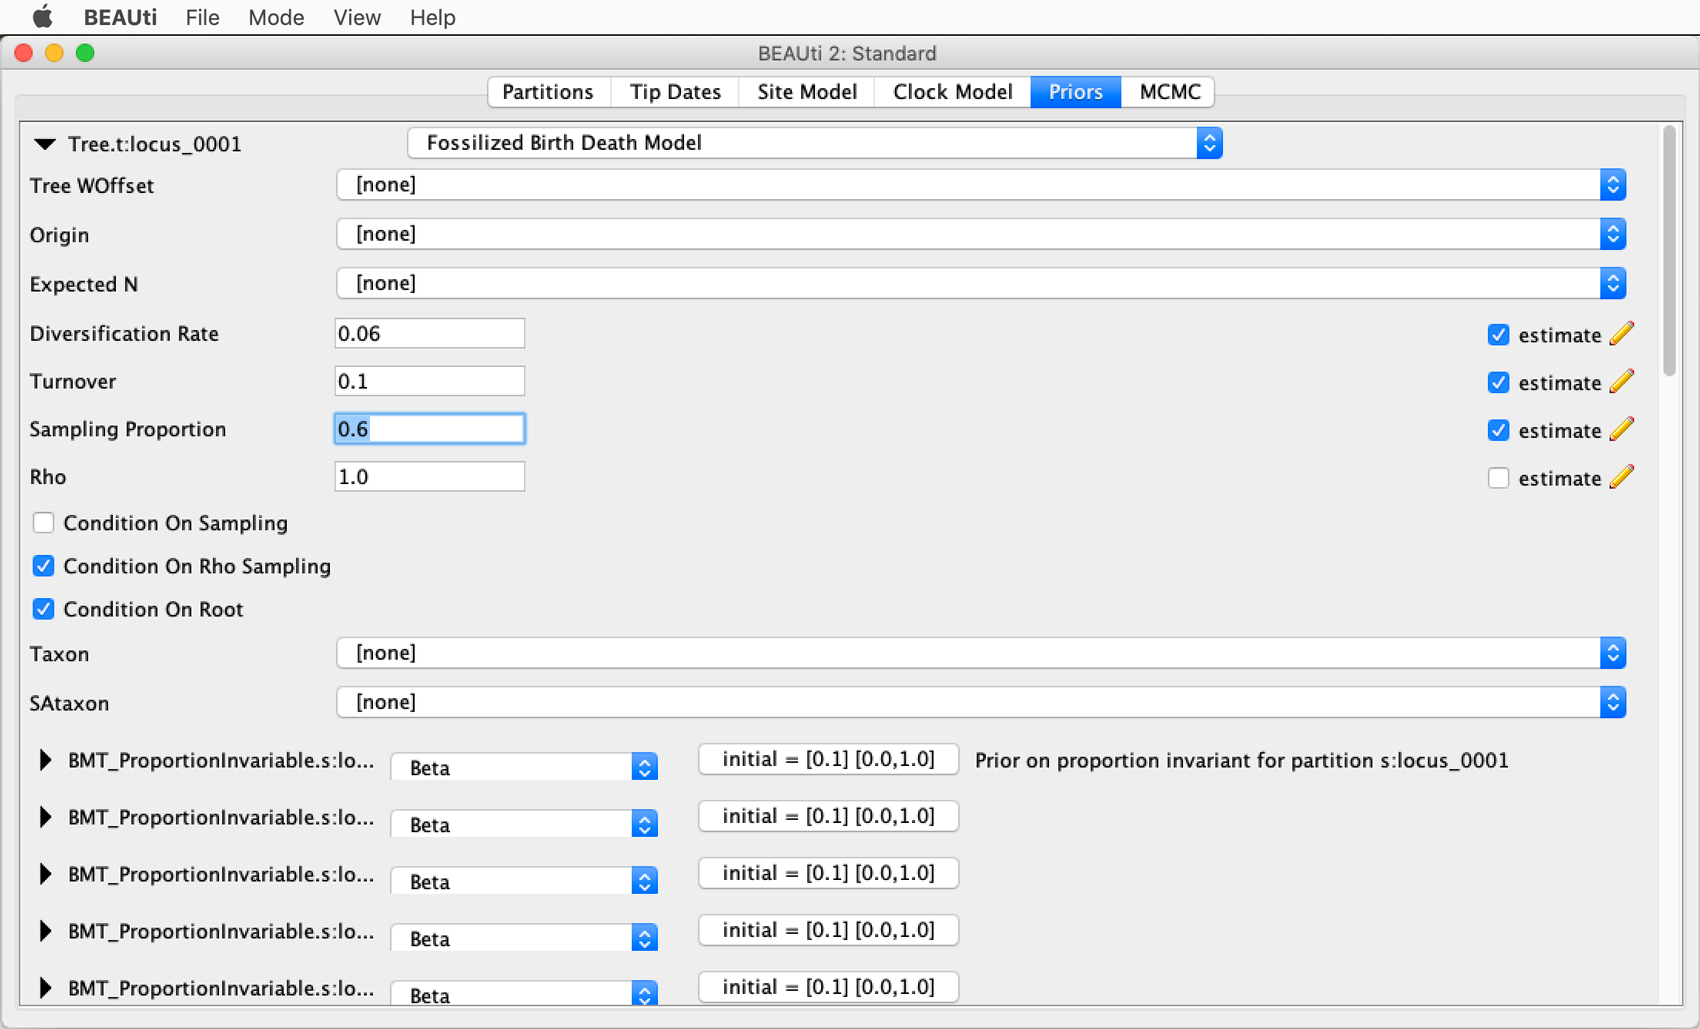 BEAUti File Mode View Help
BEAUti 2: Standard
Partitions Tip Dates Site Model Clock Model Priors MCMC
Tree.t:locus_0001 Fossilized Birth Death Model
Tree WOffset [none]
Origin [none]
Expected N [none]
Diversification Rate 0.06 estimate
Turnover 0.1 estimate
Sampling Proportion 0.6 estimate
Rho 1.0 estimate
Condition On Sampling
Condition On Rho Sampling
Condition On Root
Taxon [none]
SAtaxon [none]
BMT_ProportionInvariable.s:lo... Beta initial = [0.1] [0.0,1.0] Prior on proportion invariant for partition s:locus_0001
BMT_ProportionInvariable.s:lo... Beta initial = [0.1] [0.0,1.0]
BMT_ProportionInvariable.s:lo... Beta initial = [0.1] [0.0,1.0]
BMT_ProportionInvariable.s:lo... Beta initial = [0.1] [0.0,1.0]
BMT_ProportionInvariable.s:lo... Beta initial = [0.1] [0.0,1.0]